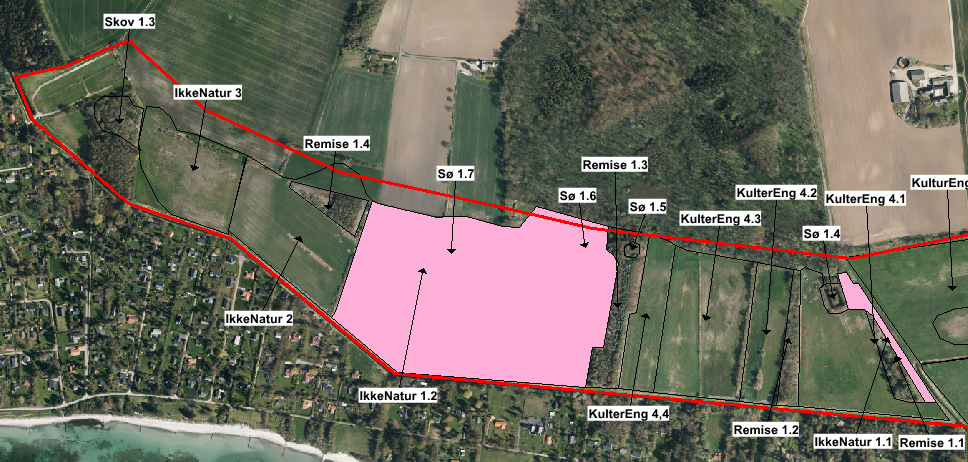 Skov 1.3
IkkeNatur 3
Remise 1.4
Sø 1.7
Remise 1.3
Sø 1.6
Sø 1.5
KulterEng 4.3
KulterEng 4.2
KulterEng 4.1
KulturEng
Sø 1.4
IkkeNatur 2
IkkeNatur 1.2
KulterEng 4,4
Remise 1.2
IkkeNatur 1.1
Remise 1.1